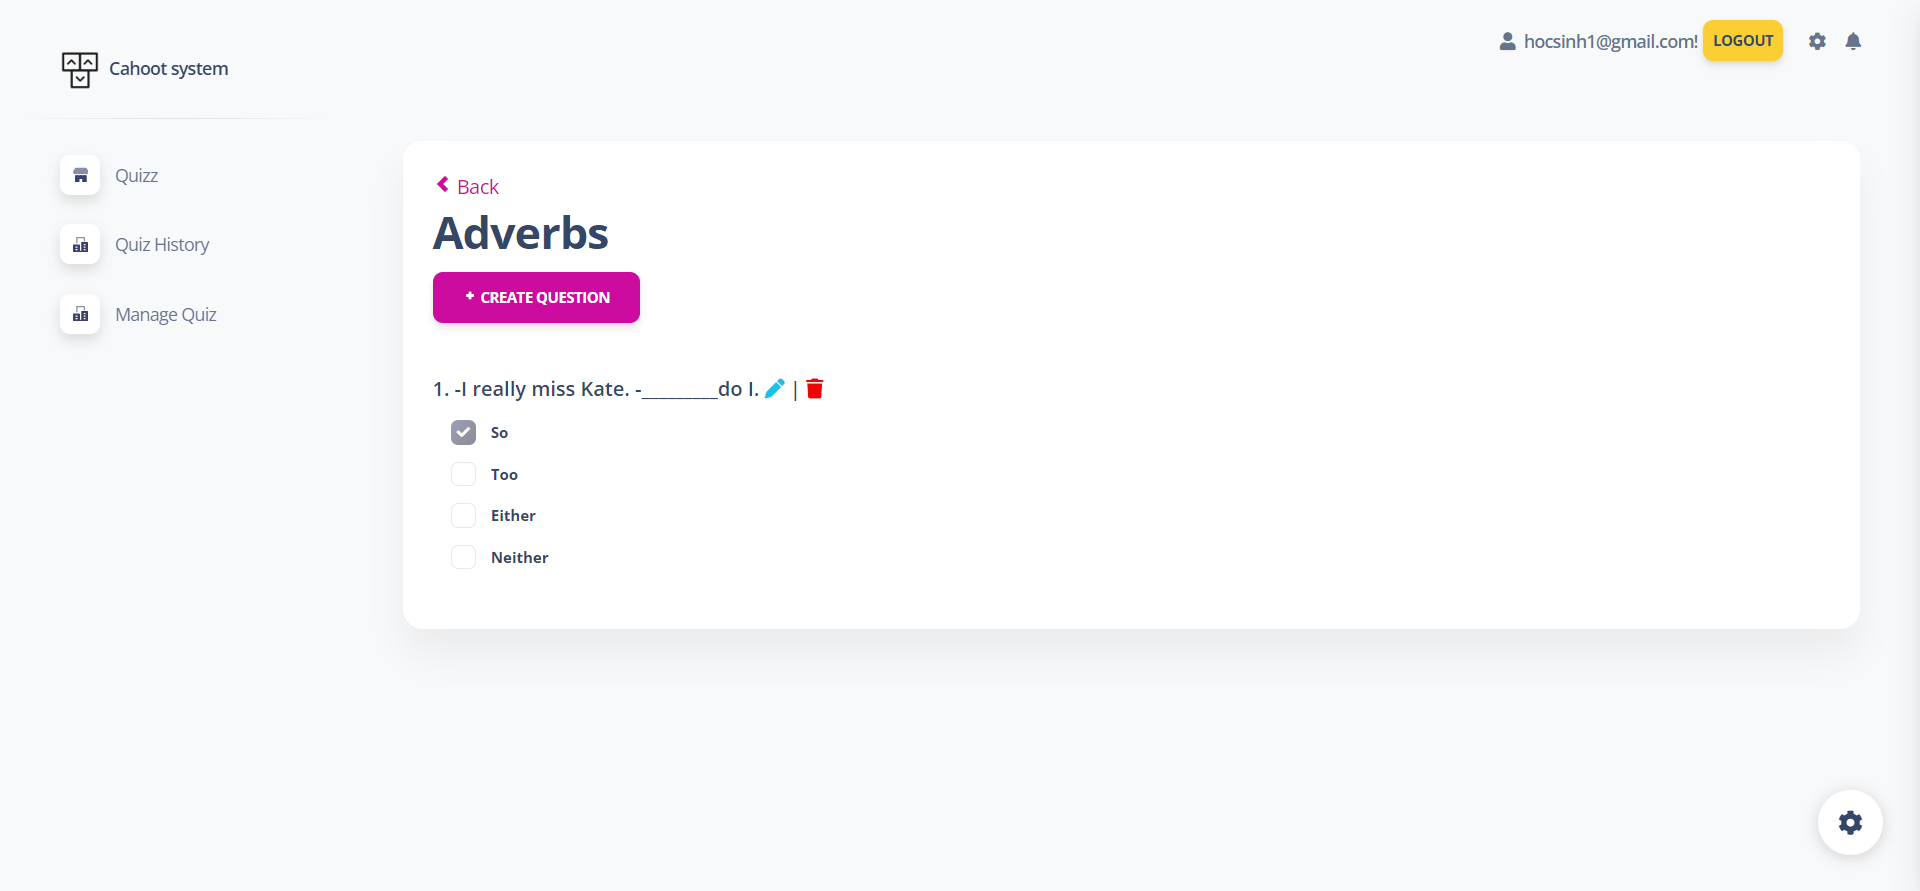 Cahoot system
hocsinh1@gmail.com! LOGOUT
Quizz
Quiz History
Manage Quiz
Back
Adverbs
+ CREATE QUESTION
1. -I really miss Kate. -_________do I. |
So
Too
Either
Neither